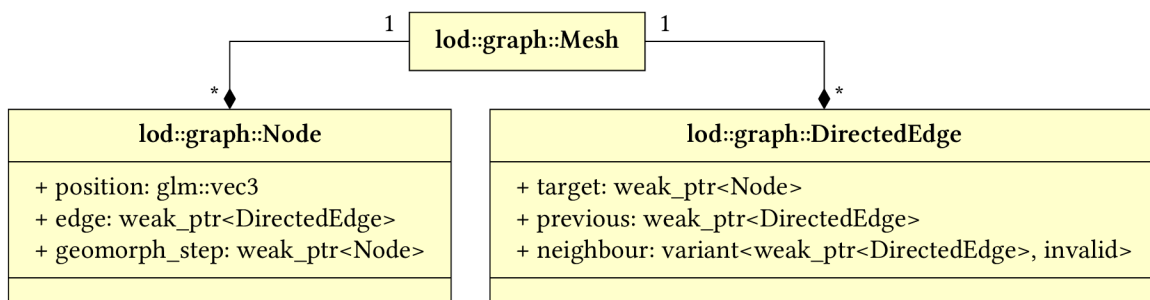 1 lod::graph::Mesh 1
* *
lod::graph::Node
+ position: glm::vec3
+ edge: weak_ptr<DirectedEdge>
+ geomorph_step: weak_ptr<Node>
lod::graph::DirectedEdge
+ target: weak_ptr<Node>
+ previous: weak_ptr<DirectedEdge>
+ neighbour: variant<weak_ptr<DirectedEdge>, invalid>